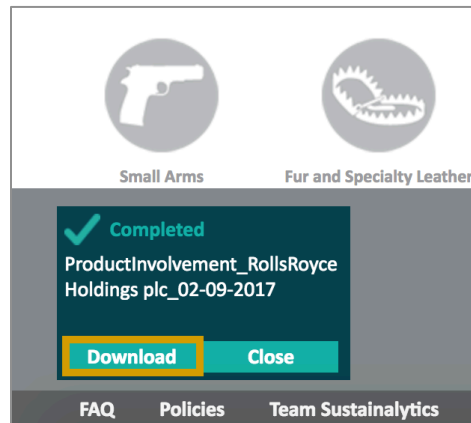 Small Arms
Fur and Specialty Leather
Completed
ProductInvolvement_RollsRoyce
Holdings plc_02-09-2017
Download
Close
FAQ
Policies
Team Sustainalytics